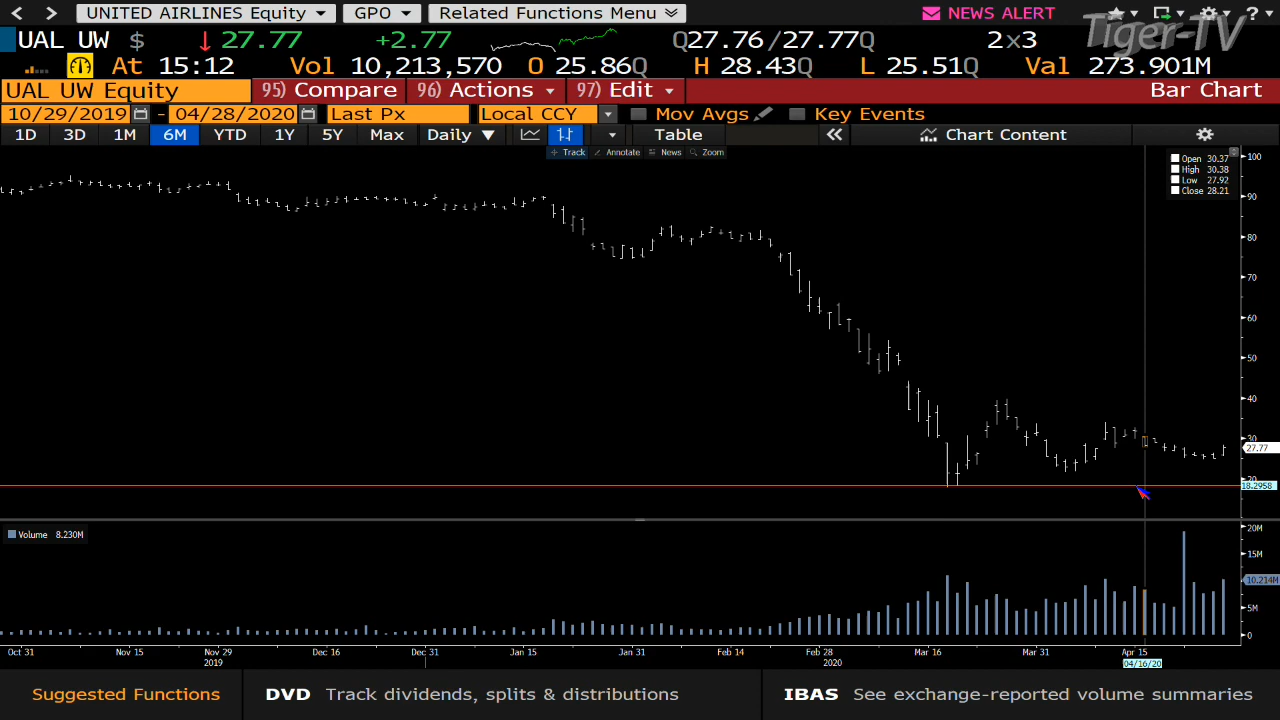 UNITED AIRLINES Equity GPO Related Functions Menu NEWS ALERT ?
Tiger-TV
UAL UW $ 27.77 +2.77 Q27.76/27.77Q 2x3
At 15:12 Vol 10,213,570 O 25.86Q H 28.43Q L 25.51Q Val 273.901M
UAL UW Equity 95) Compare 96) Actions 97) Edit Bar Chart
10/29/2019 - 04/28/2020 Last Px Local CCY Mov Avgs Key Events
1D 3D 1M 6M YTD 1Y 5Y Max Daily Table Chart Content
Track Annotate News Zoom
Open 30.37
High 30.38
Low 27.92
Close 28.21
100
90
80
70
60
50
40
30
27.77
20
18.2958
Volume 8.230M
20M
15M
10.214M
5M
0
Oct 31 Nov 15 Nov 29 Dec 16 Dec 31 Jan 15 Jan 31 Feb 14 Feb 28 Mar 16 Mar 31 Apr 15
2019 2020 04/16/20
Suggested Functions DVD Track dividends, splits & distributions IBAS See exchange-reported volume summaries